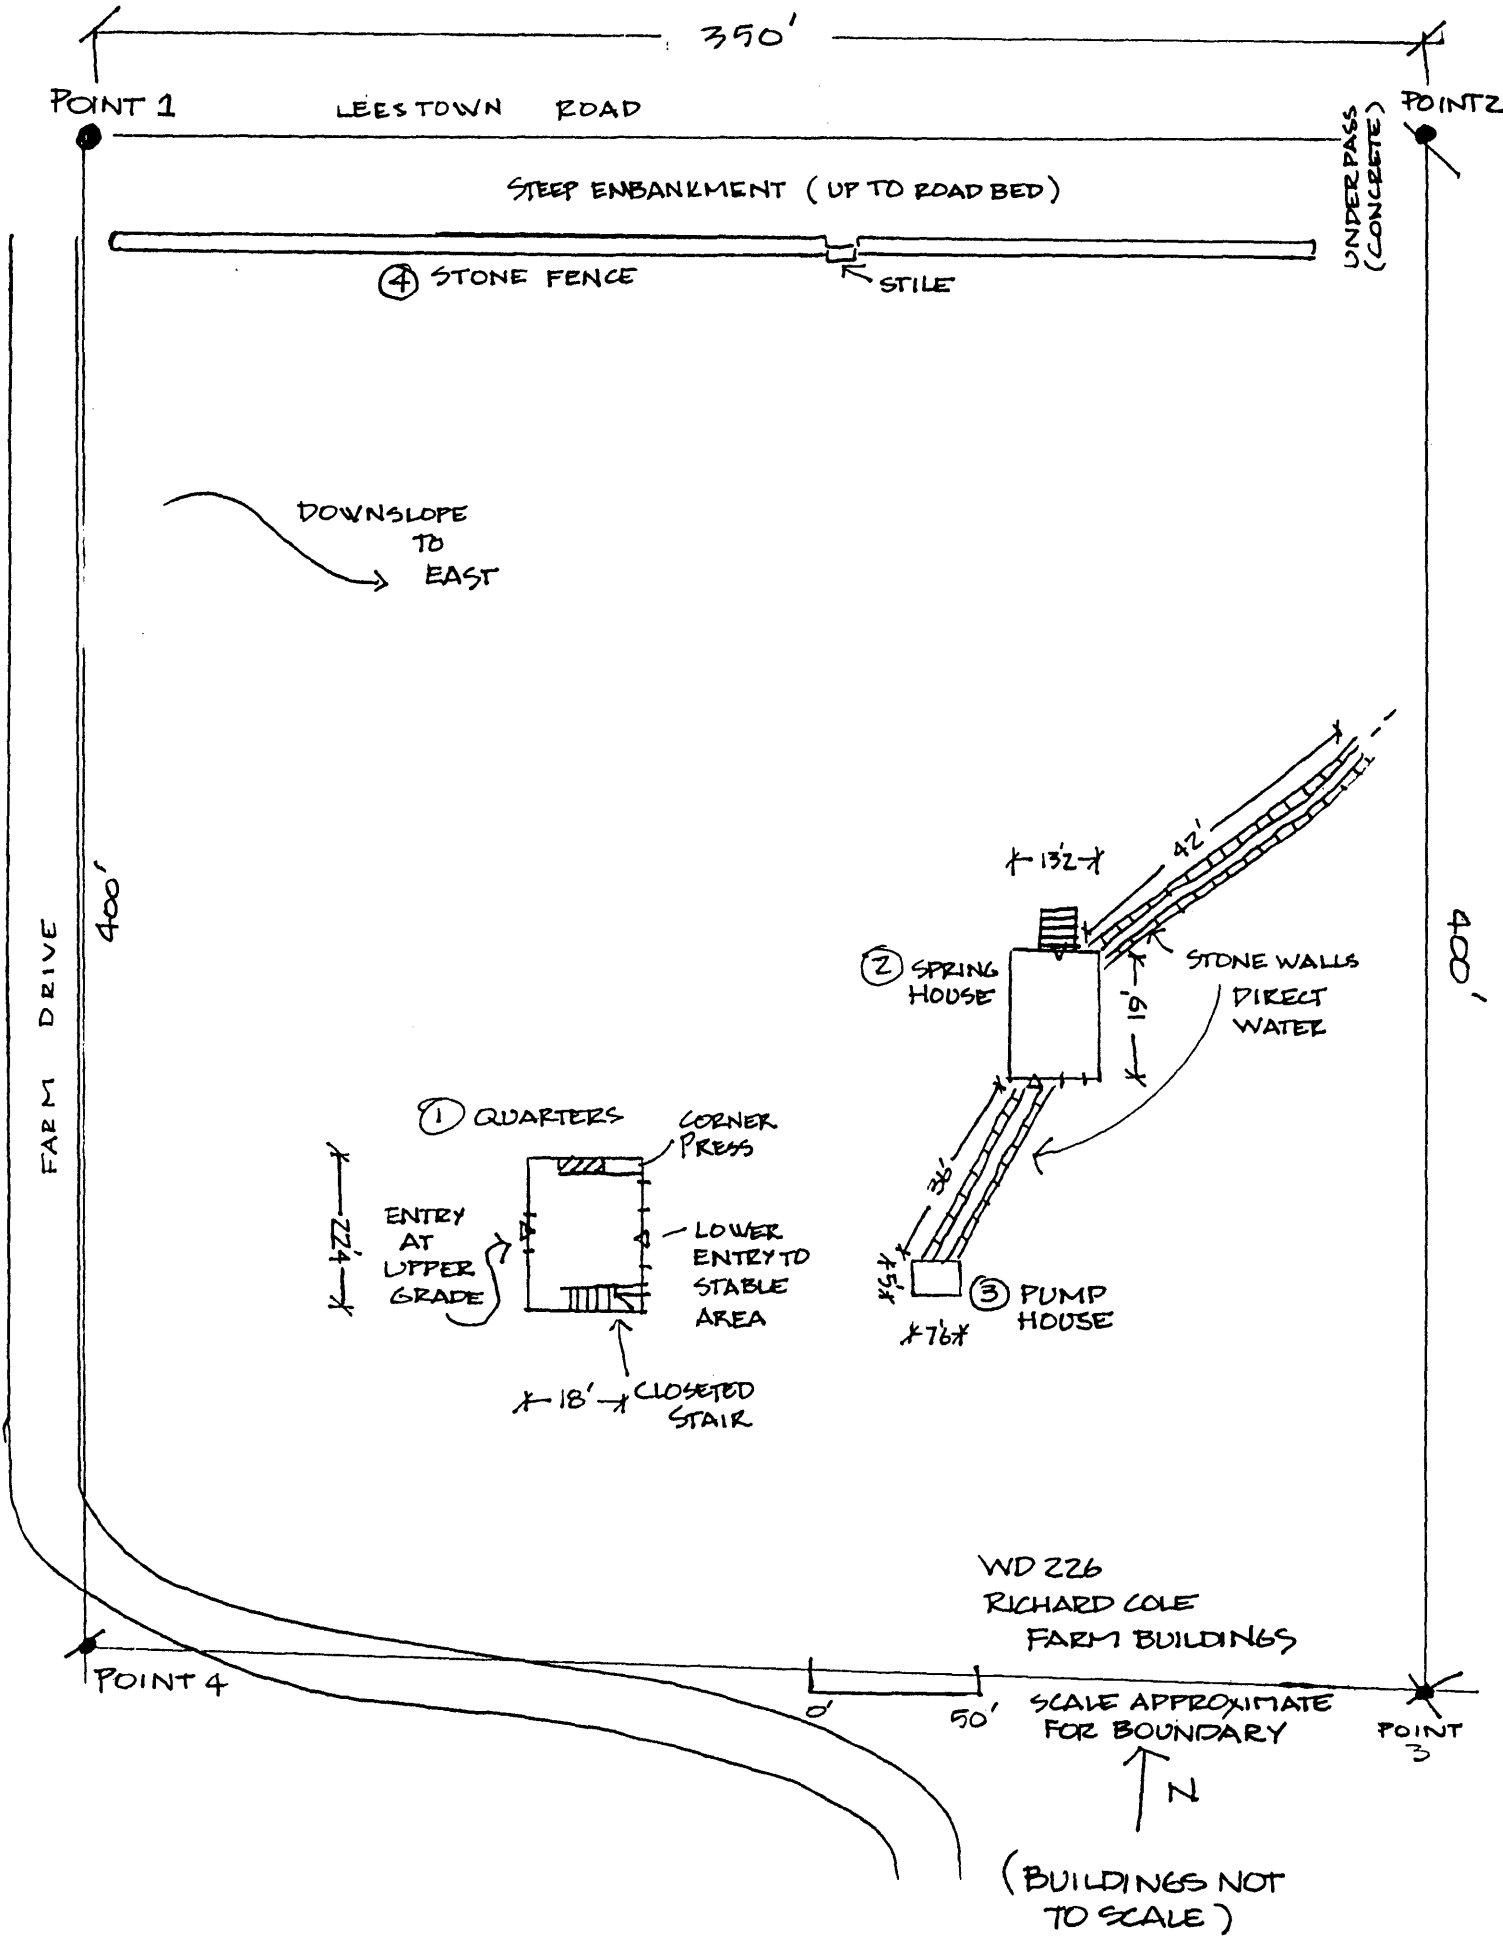 350'
POINT 1
LEESTOWN ROAD
POINT 2
UNDERPASS
(CONCRETE)
STEEP EMBANKMENT (UP TO ROAD BED)
④ STONE FENCE
STILE
DOWNSLOPE
TO
EAST
400'
FARM DRIVE
42'
13'2
② SPRING
HOUSE
19'
STONE WALLS
DIRECT
WATER
400'
① QUARTERS
CORNER
PRESS
36'
22'4
ENTRY
AT
UPPER
GRADE
LOWER
ENTRY TO
STABLE
AREA
5'
③ PUMP
HOUSE
7'6
18'
CLOSETED
STAIR
WD 226
RICHARD COLE
FARM BUILDINGS
POINT 4
0'
50'
SCALE APPROXIMATE
FOR BOUNDARY
POINT
3
N
(BUILDINGS NOT
TO SCALE)